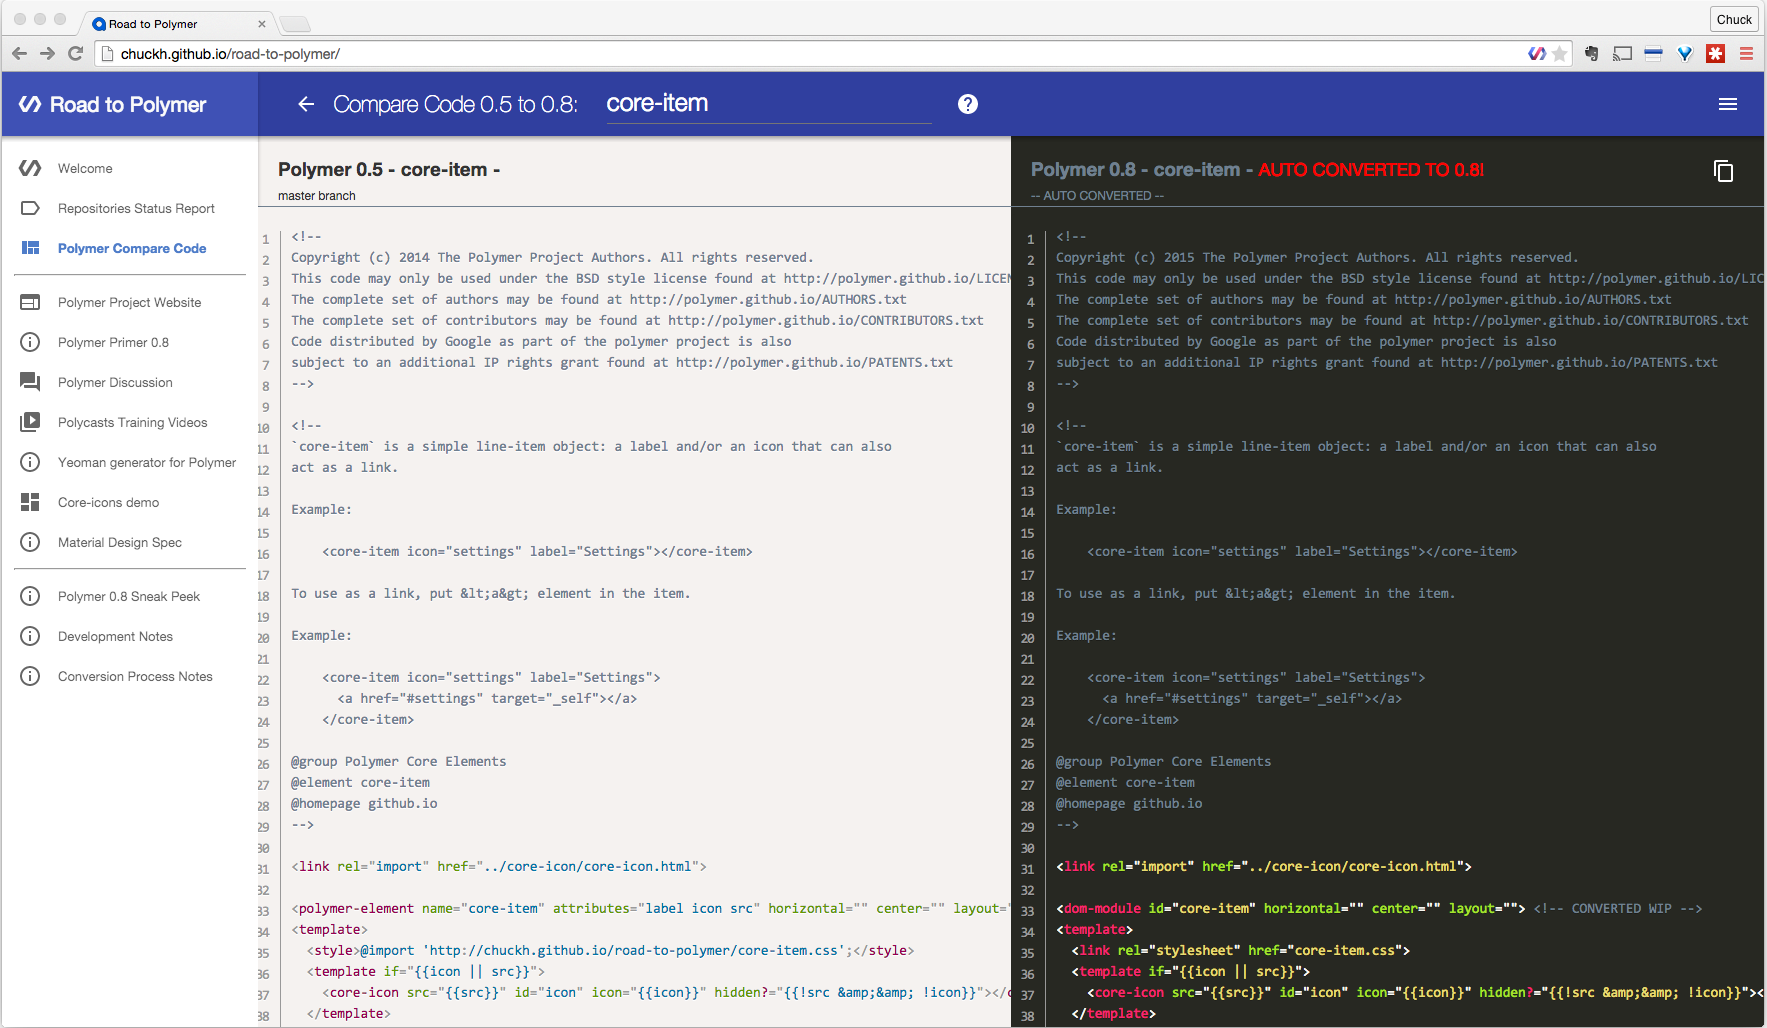 Road to Polymer
Chuck
chuckh.github.io/road-to-polymer/
Road to Polymer
Compare Code 0.5 to 0.8:
core-item
?
Welcome
Repositories Status Report
Polymer Compare Code
Polymer Project Website
Polymer Primer 0.8
Polymer Discussion
Polycasts Training Videos
Yeoman generator for Polymer
Core-icons demo
Material Design Spec
Polymer 0.8 Sneak Peek
Development Notes
Conversion Process Notes
Polymer 0.5 - core-item -
master branch
1 <!--
2 Copyright (c) 2014 The Polymer Project Authors. All rights reserved.
3 This code may only be used under the BSD style license found at http://polymer.github.io/LICEN
4 The complete set of authors may be found at http://polymer.github.io/AUTHORS.txt
5 The complete set of contributors may be found at http://polymer.github.io/CONTRIBUTORS.txt
6 Code distributed by Google as part of the polymer project is also
7 subject to an additional IP rights grant found at http://polymer.github.io/PATENTS.txt
8 -->
9
10 <!--
11 `core-item` is a simple line-item object: a label and/or an icon that can also
12 act as a link.
13
14 Example:
15
16 <core-item icon="settings" label="Settings"></core-item>
17
18 To use as a link, put &lt;a&gt; element in the item.
19
20 Example:
21
22 <core-item icon="settings" label="Settings">
23 <a href="#settings" target="_self"></a>
24 </core-item>
25
26 @group Polymer Core Elements
27 @element core-item
28 @homepage github.io
29 -->
30
31 <link rel="import" href="../core-icon/core-icon.html">
32
33 <polymer-element name="core-item" attributes="label icon src" horizontal="" center="" layout="
34 <template>
35 <style>@import 'http://chuckh.github.io/road-to-polymer/core-item.css';</style>
36 <template if="{{icon || src}}">
37 <core-icon src="{{src}}" id="icon" icon="{{icon}}" hidden?="{{!src &amp;&amp; !icon}}"></c
38 </template>
Polymer 0.8 - core-item - AUTO CONVERTED TO 0.8!
-- AUTO CONVERTED --
1 <!--
2 Copyright (c) 2015 The Polymer Project Authors. All rights reserved.
3 This code may only be used under the BSD style license found at http://polymer.github.io/LIC
4 The complete set of authors may be found at http://polymer.github.io/AUTHORS.txt
5 The complete set of contributors may be found at http://polymer.github.io/CONTRIBUTORS.txt
6 Code distributed by Google as part of the polymer project is also
7 subject to an additional IP rights grant found at http://polymer.github.io/PATENTS.txt
8 -->
9
10 <!--
11 `core-item` is a simple line-item object: a label and/or an icon that can also
12 act as a link.
13
14 Example:
15
16 <core-item icon="settings" label="Settings"></core-item>
17
18 To use as a link, put &lt;a&gt; element in the item.
19
20 Example:
21
22 <core-item icon="settings" label="Settings">
23 <a href="#settings" target="_self"></a>
24 </core-item>
25
26 @group Polymer Core Elements
27 @element core-item
28 @homepage github.io
29 -->
30
31 <link rel="import" href="../core-icon/core-icon.html">
32
33 <dom-module id="core-item" horizontal="" center="" layout=""> <!-- CONVERTED WIP -->
34 <template>
35 <link rel="stylesheet" href="core-item.css">
36 <template if="{{icon || src}}">
37 <core-icon src="{{src}}" id="icon" icon="{{icon}}" hidden?="{{!src &amp;&amp; !icon}}"><
38 </template>